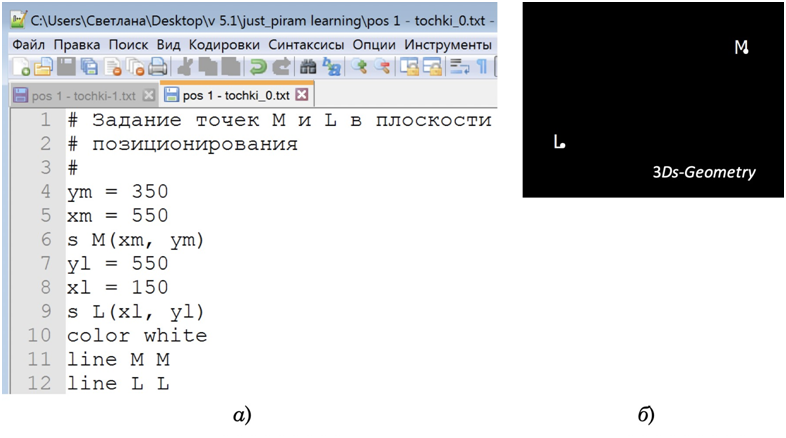 C:\Users\Светлана\Desktop\v 5.1\just_piram learning\pos 1 - tochki_0.txt -
Файл Правка Поиск Вид Кодировки Синтаксисы Опции Инструменты
pos 1 - tochki-1.txt pos 1 - tochki_0.txt
1 # Задание точек M и L в плоскости
2 # позиционирования
3 #
4 ym = 350
5 xm = 550
6 s M(xm, ym)
7 yl = 550
8 xl = 150
9 s L(xl, yl)
10 color white
11 line M M
12 line L L
а)
M
L
3Ds-Geometry
б)